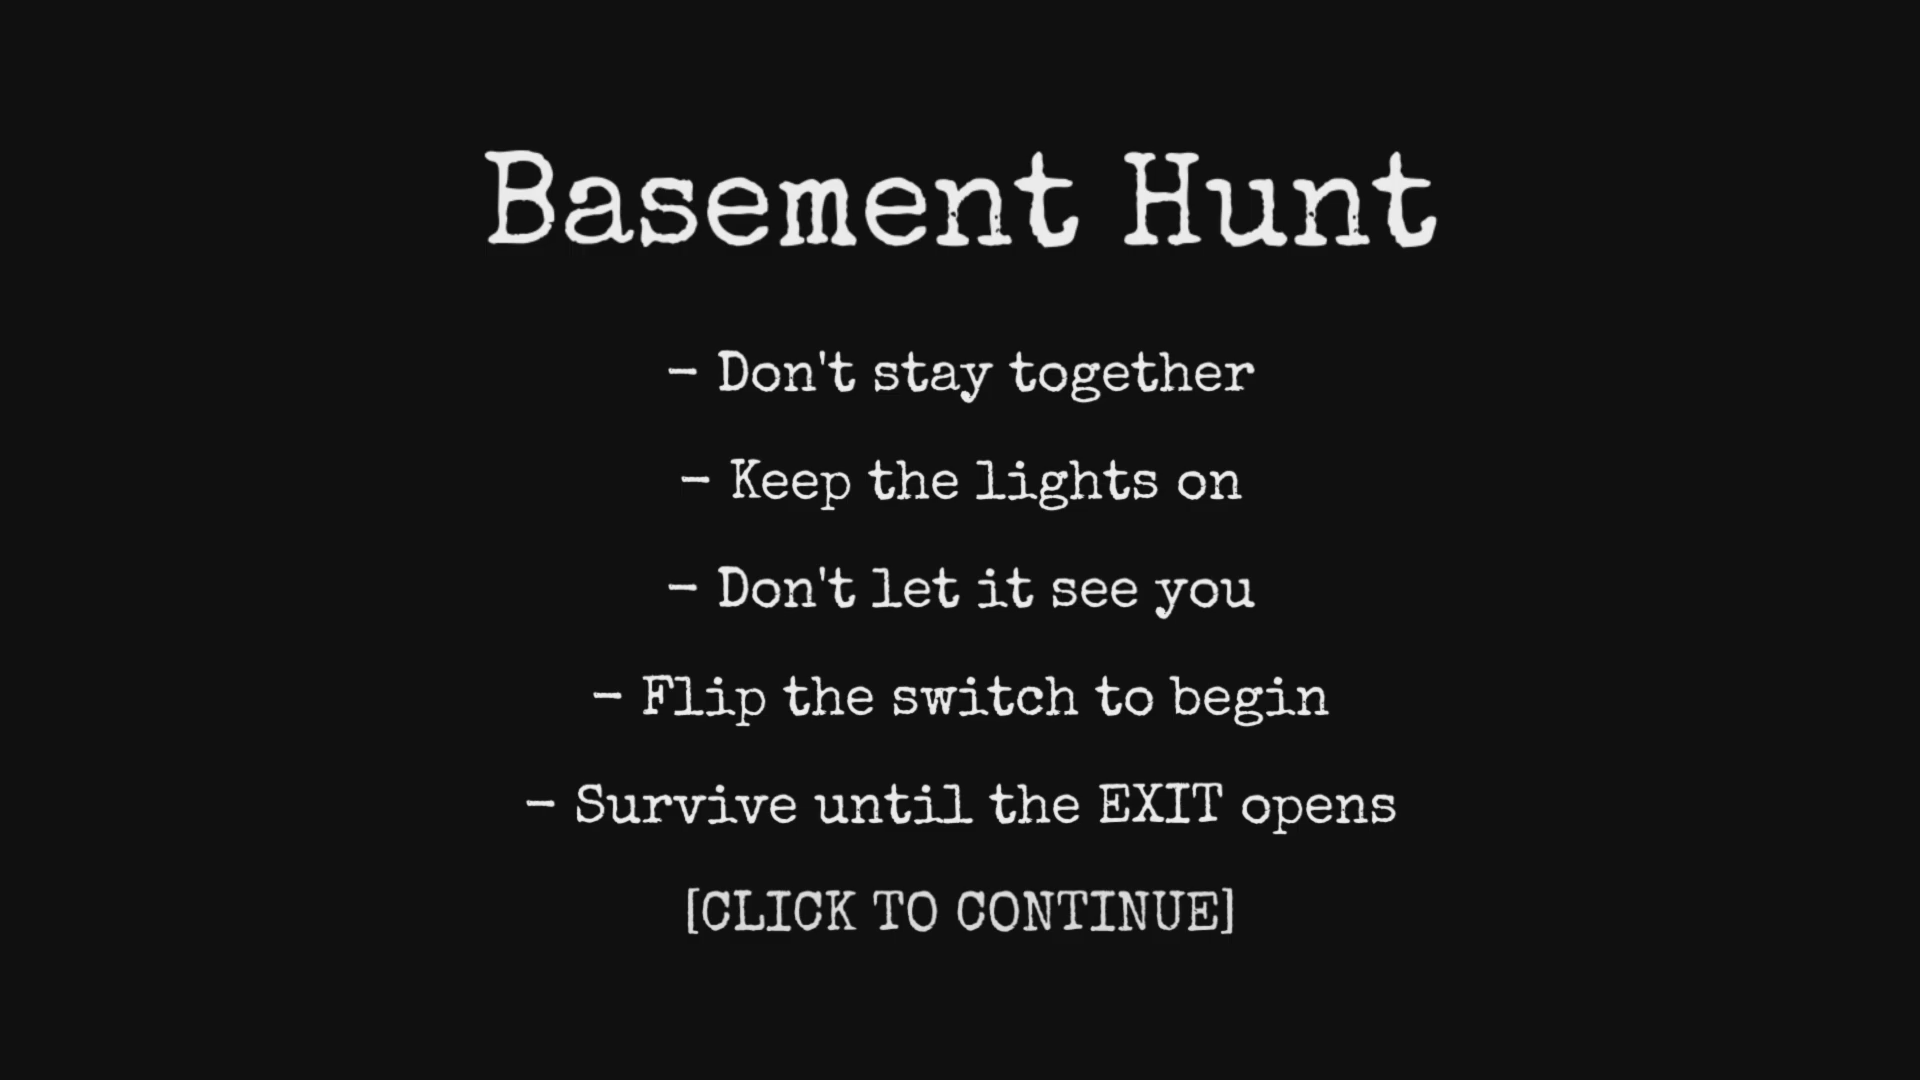 Basement Hunt
- Don't stay together
- Keep the lights on
- Don't let it see you
- Flip the switch to begin
- Survive until the EXIT opens
[CLICK TO CONTINUE]